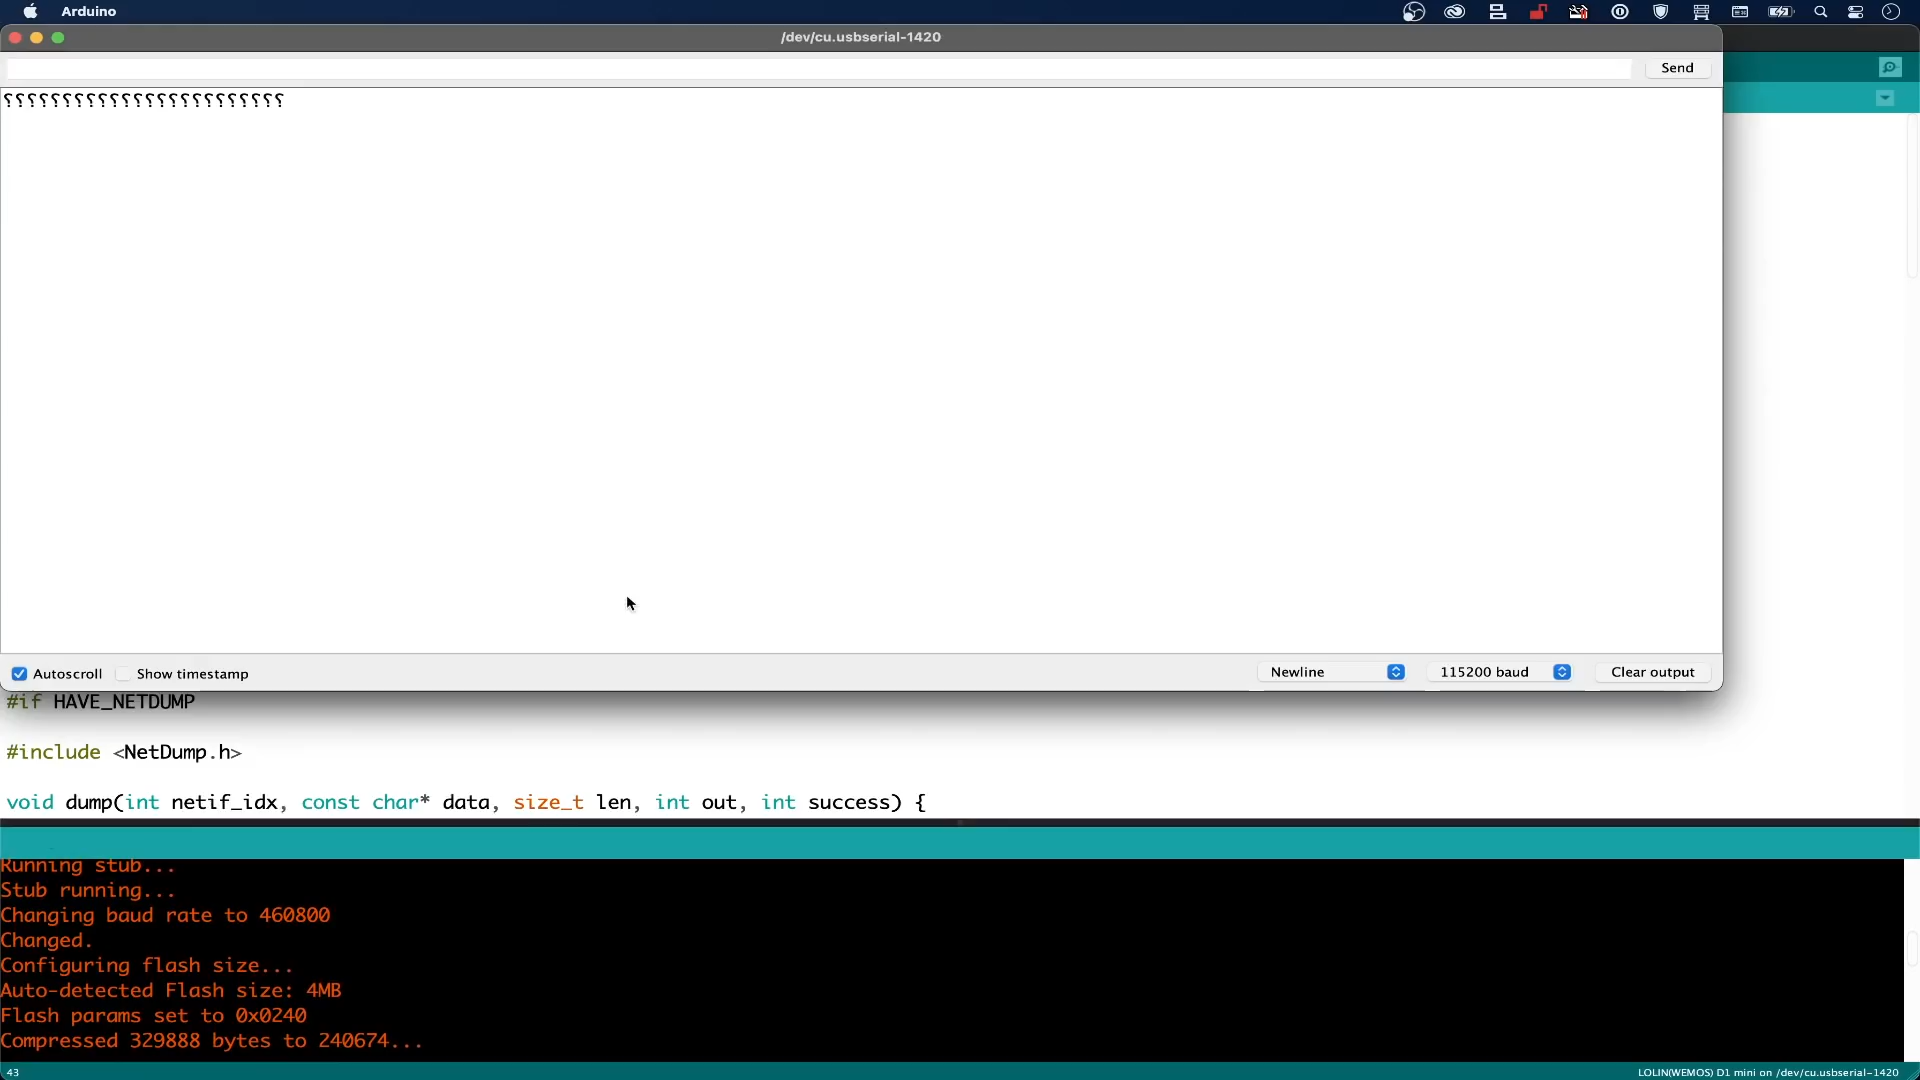 Arduino
/dev/cu.usbserial-1420
Send
⸮⸮⸮⸮⸮⸮⸮⸮⸮⸮⸮⸮⸮⸮⸮⸮⸮⸮⸮⸮⸮⸮⸮⸮
Autoscroll Show timestamp Newline 115200 baud Clear output
#if HAVE_NETDUMP
#include <NetDump.h>
void dump(int netif_idx, const char* data, size_t len, int out, int success) {
Running stub...
Stub running...
Changing baud rate to 460800
Changed.
Configuring flash size...
Auto-detected Flash size: 4MB
Flash params set to 0x0240
Compressed 329888 bytes to 240674...
43 LOLIN(WEMOS) D1 mini on /dev/cu.usbserial-1420